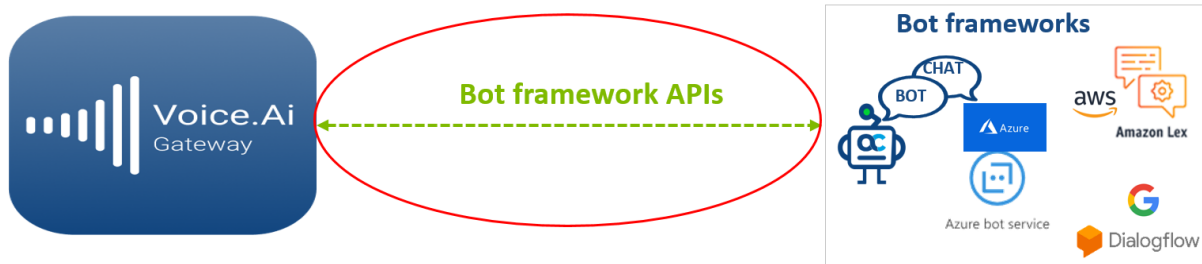 Voice.Ai
Gateway
Bot framework APIs
Bot frameworks
CHAT
BOT
Azure
Azure bot service
aws
Amazon Lex
G
Dialogflow